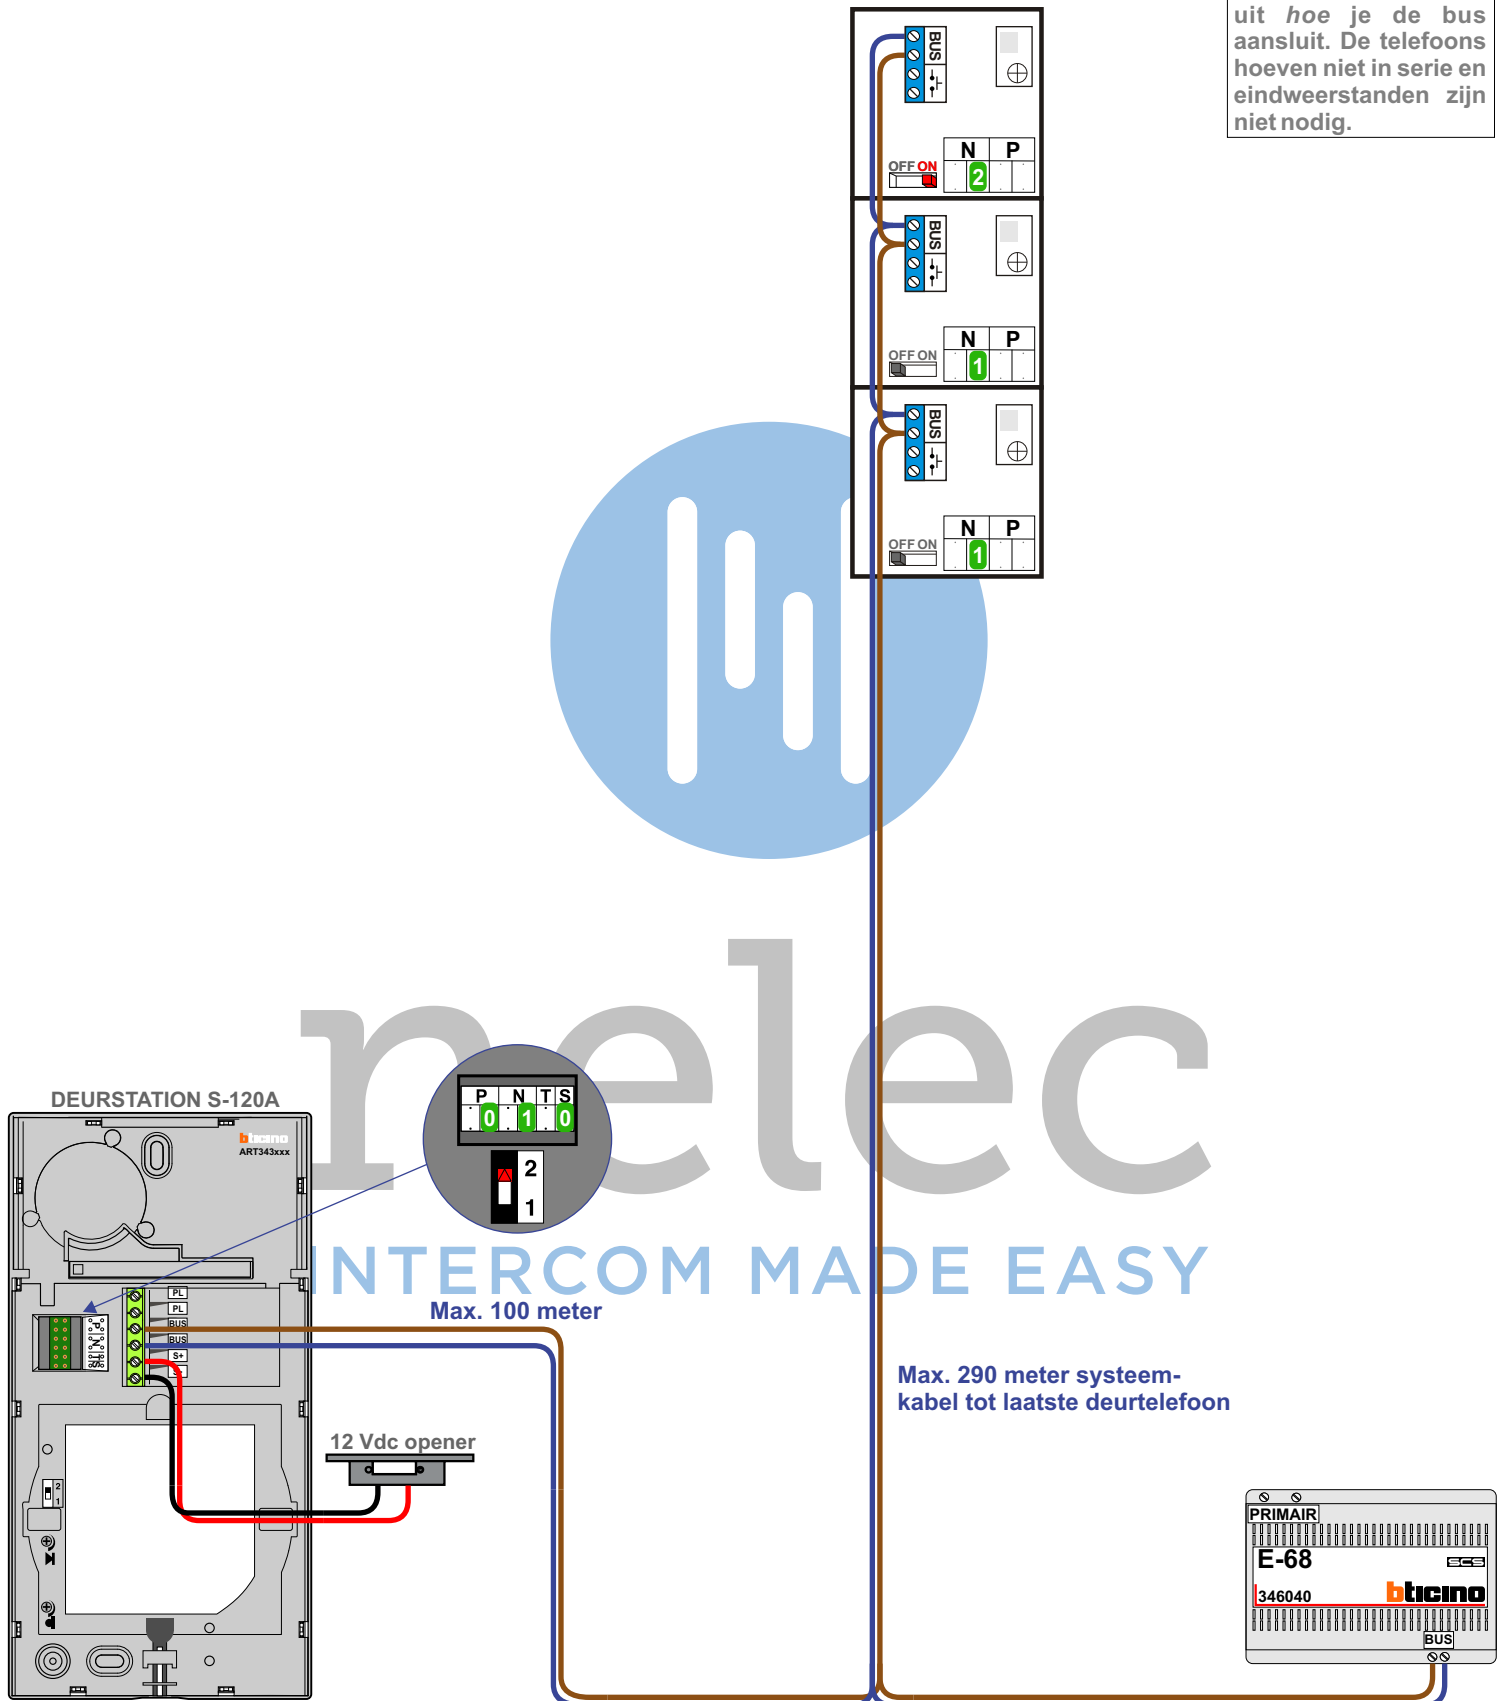 uit hoe je de bus
aansluit. De telefoons
hoeven niet in serie en
eindweerstanden zijn
niet nodig.
BUS
N P
OFF ON
2
BUS
N P
OFF ON
1
BUS
N P
OFF ON
1
nelec
INTERCOM MADE EASY
DEURSTATION S-120A
bticino
ART343xxx
P N T S
0 1 0
2
1
PL
PL
BUS
BUS
S+
P N T S
Max. 100 meter
Max. 290 meter systeem-
kabel tot laatste deurtelefoon
12 Vdc opener
2
1
PRIMAIR
E-68
SCS
346040
bticino
BUS